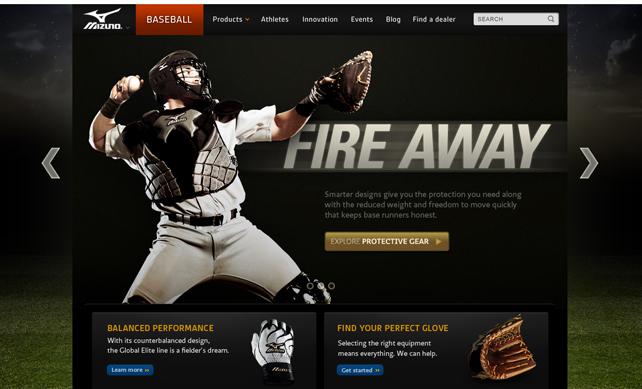 MIZUNO
BASEBALL
Products
Athletes
Innovation
Events
Blog
Find a dealer
SEARCH
FIRE AWAY
Smarter designs give you the protection you need along
with the reduced weight and freedom to move quickly
that keeps base runners honest.
EXPLORE PROTECTIVE GEAR
BALANCED PERFORMANCE
With its counterbalanced design,
the Global Elite line is a fielder's dream.
Learn more »
FIND YOUR PERFECT GLOVE
Selecting the right equipment
means everything. We can help.
Get started »